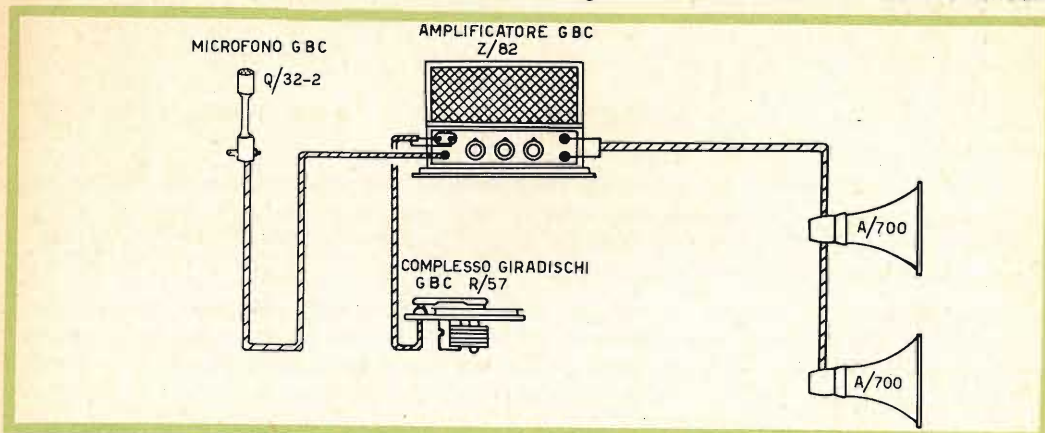 MICROFONO GBC
Q/32-2
AMPLIFICATORE GBC
Z/82
COMPLESSO GIRADISCHI
GBC R/57
A/700
A/700